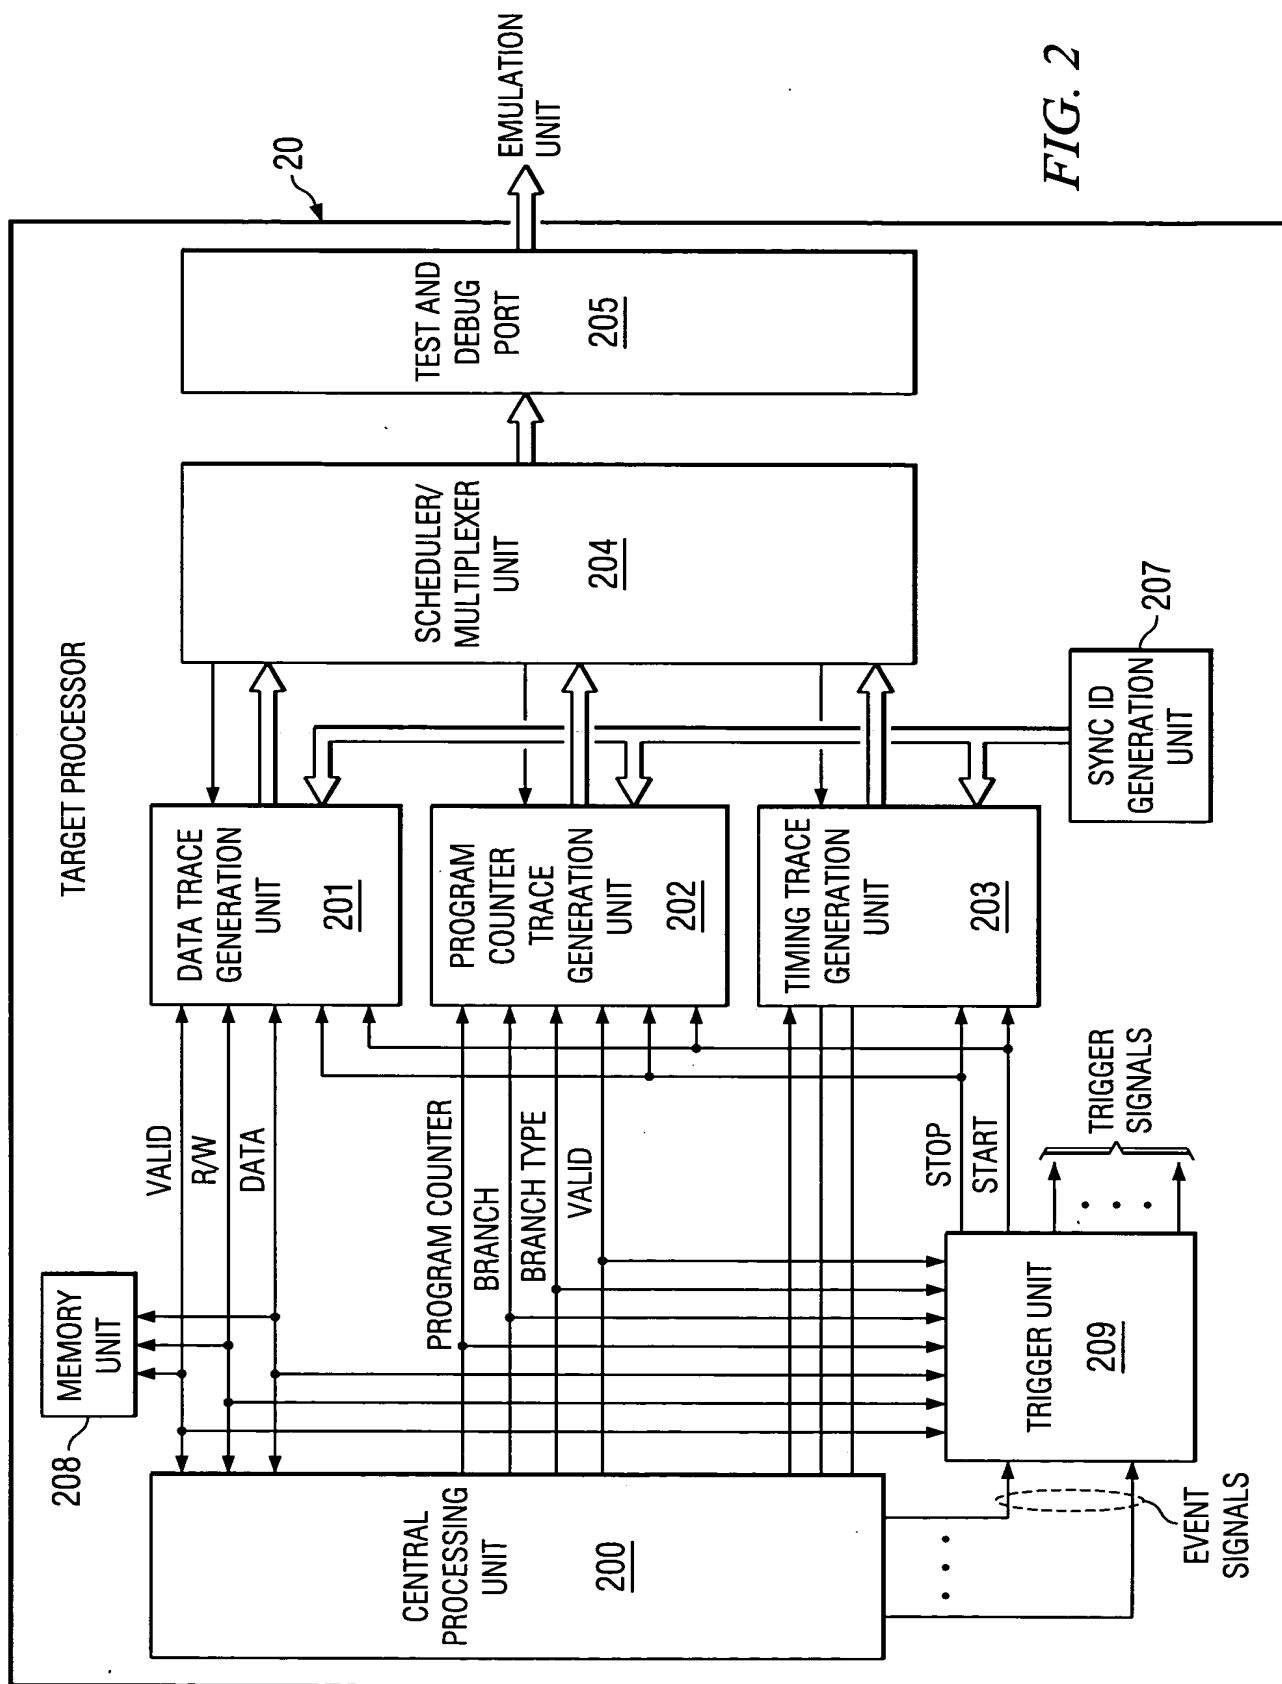 TARGET PROCESSOR
20
208
MEMORY
UNIT
VALID
R/W
DATA
DATA TRACE
GENERATION
UNIT
201
CENTRAL
PROCESSING
UNIT
200
PROGRAM COUNTER
BRANCH
BRANCH TYPE
VALID
PROGRAM
COUNTER
TRACE
GENERATION
UNIT
202
SCHEDULER/
MULTIPLEXER
UNIT
204
TEST AND
DEBUG
PORT
205
EMULATION
UNIT
TIMING TRACE
GENERATION
UNIT
203
STOP
START
TRIGGER UNIT
209
TRIGGER
SIGNALS
EVENT
SIGNALS
SYNC ID
GENERATION
UNIT
207
FIG. 2